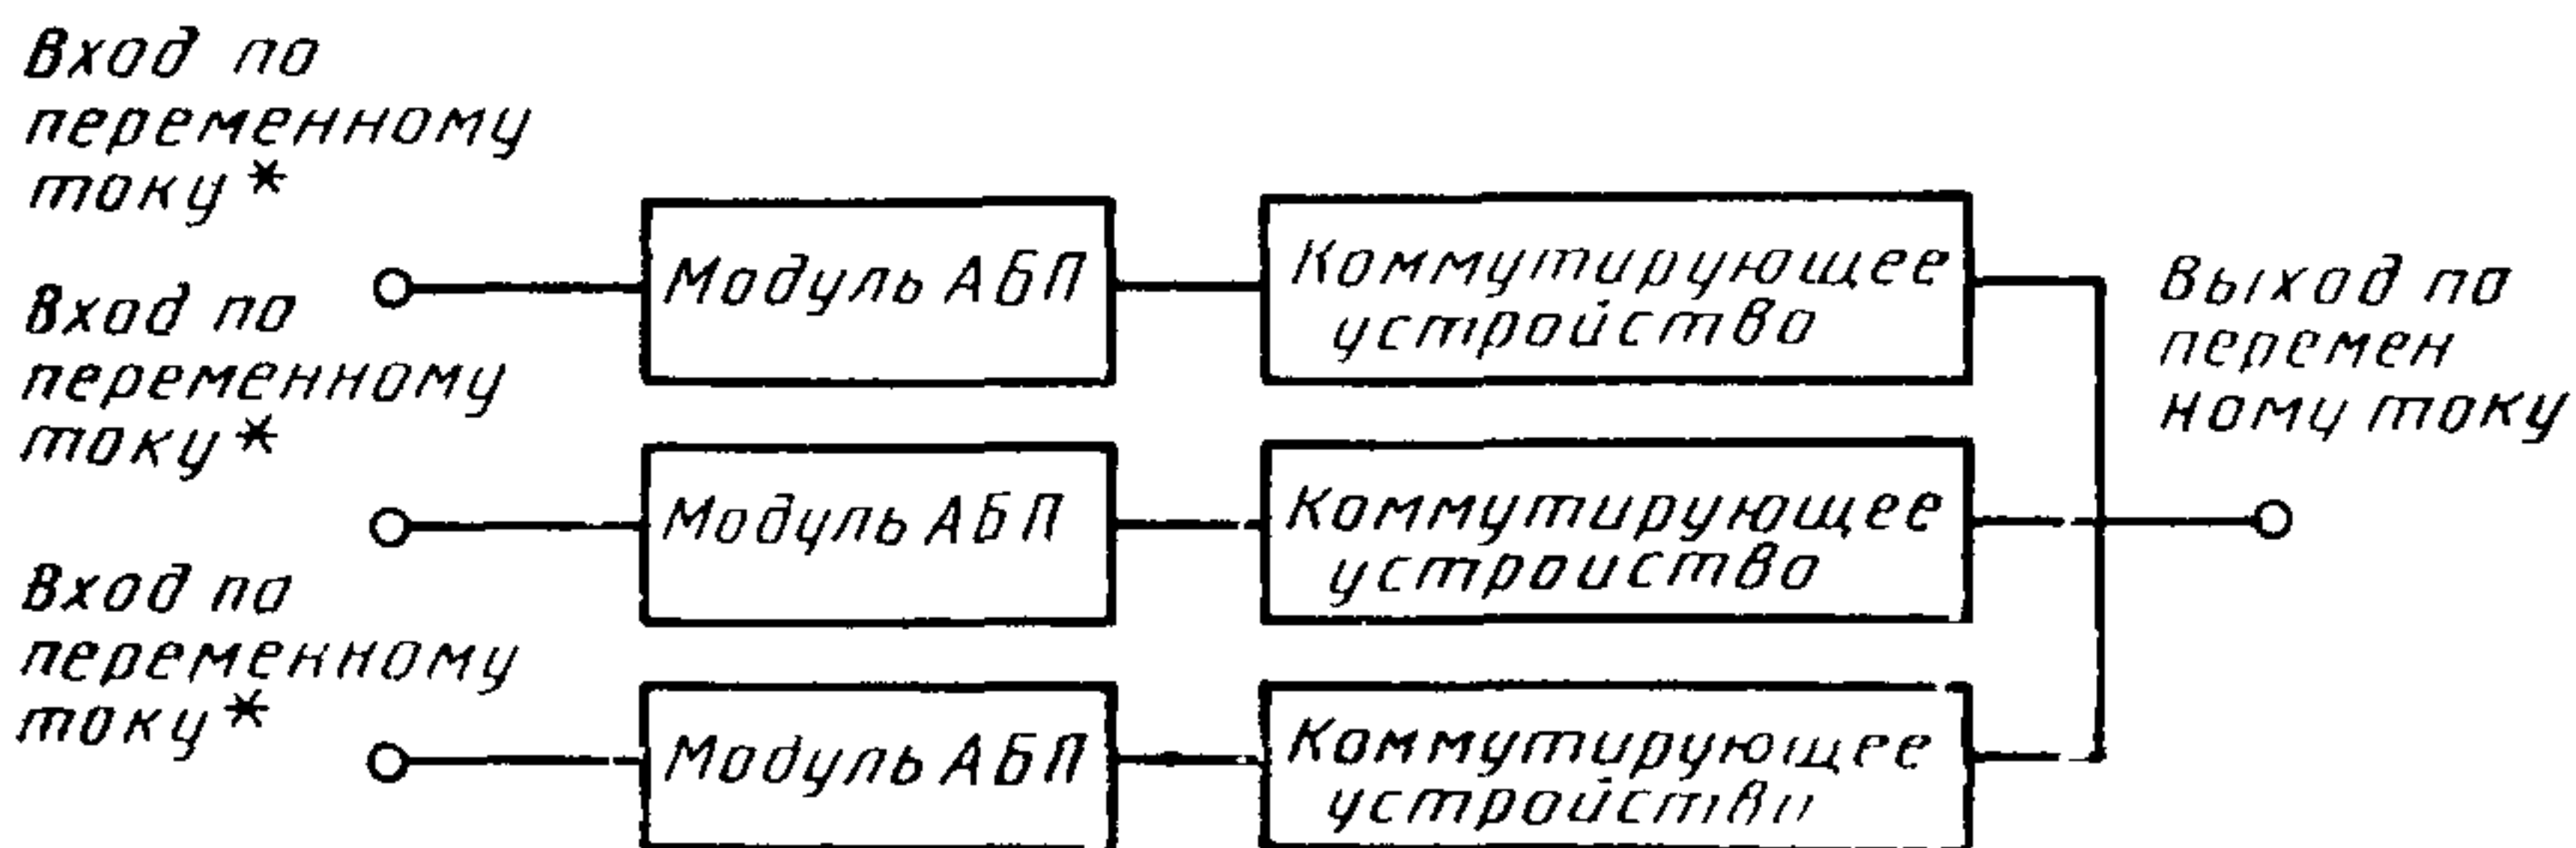 Вход по
переменному
току*
Модуль АБП
Коммутирующее
устройство
Выход по
перемен
ному току
Вход по
переменному
току*
Модуль АБП
Коммутирующее
устроиство
Вход по
переменному
току*
Модуль АБП
Коммутирующее
устройство